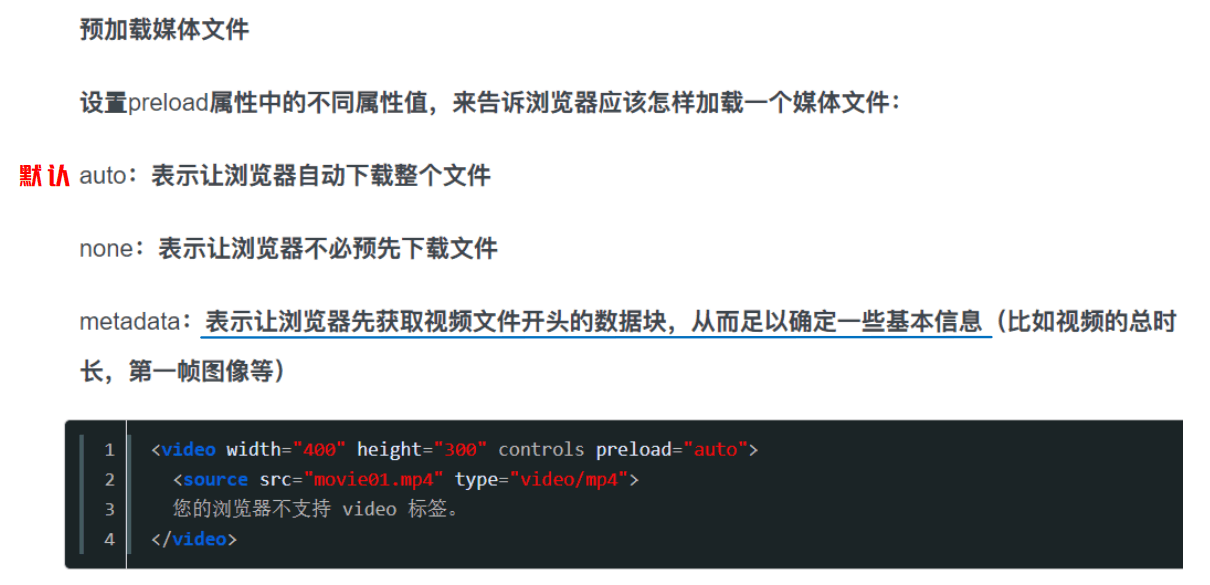 预加载媒体文件
设置preload属性中的不同属性值，来告诉浏览器应该怎样加载一个媒体文件：
默认 auto：表示让浏览器自动下载整个文件
none：表示让浏览器不必预先下载文件
metadata：表示让浏览器先获取视频文件开头的数据块，从而足以确定一些基本信息（比如视频的总时
长，第一帧图像等）
1 <video width="400" height="300" controls preload="auto">
2 <source src="movie01.mp4" type="video/mp4">
3 您的浏览器不支持 video 标签。
4 </video>